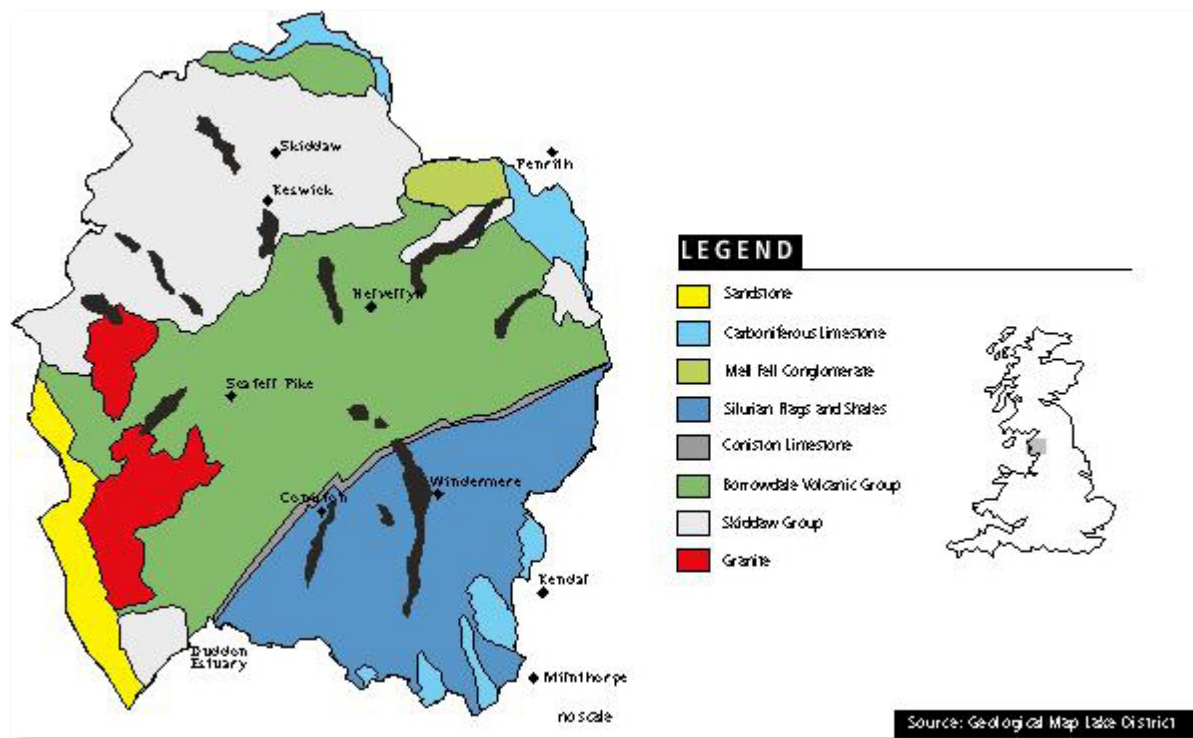 Skiddaw
Penrith
Keswick
Helvellyn
Scafell Pike
Coniston
Windermere
Kendal
Duddon
Estuary
Milnthorpe
no scale
LEGEND
Sandstone
Carboniferous Limestone
Mell Fell Conglomerate
Silurian Flags and Shales
Coniston Limestone
Borrowdale Volcanic Group
Skiddaw Group
Granite
Source: Geological Map Lake District